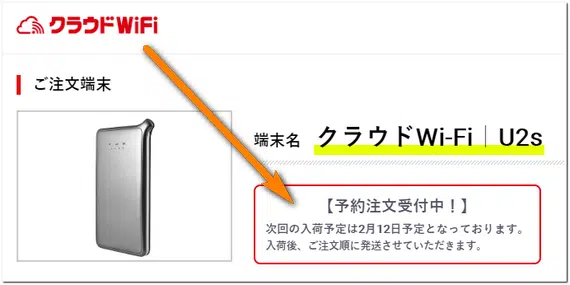 クラウドWiFi
ご注文端末
端末名 クラウドWi-Fi｜U2s
【予約注文受付中！】
次回の入荷予定は2月12日予定となっております。
入荷後、ご注文順に発送させていただきます。